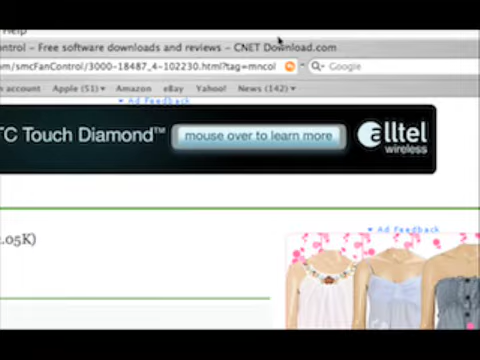 Help
ntrol – Free software downloads and reviews – CNET Download.com
om/smcFanControl/3000-18487_4-102230.html?tag=mncol
Google
n account Apple (51) Amazon eBay Yahoo! News (142)
Ad Feedback
TC Touch Diamond™ mouse over to learn more alltel
wireless
Ad Feedback
2.05K)